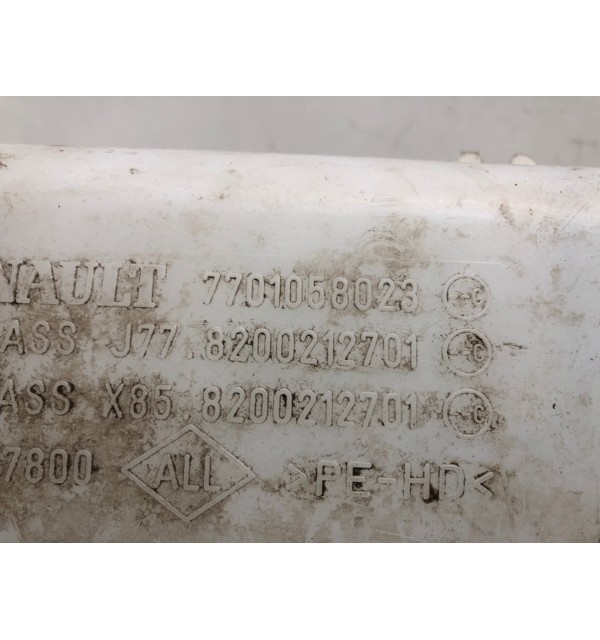 NAULT 7701058023 C
ASS J77 8200212701 C
ASS X85 8200212701 C
7800 ALL >PE-HD<